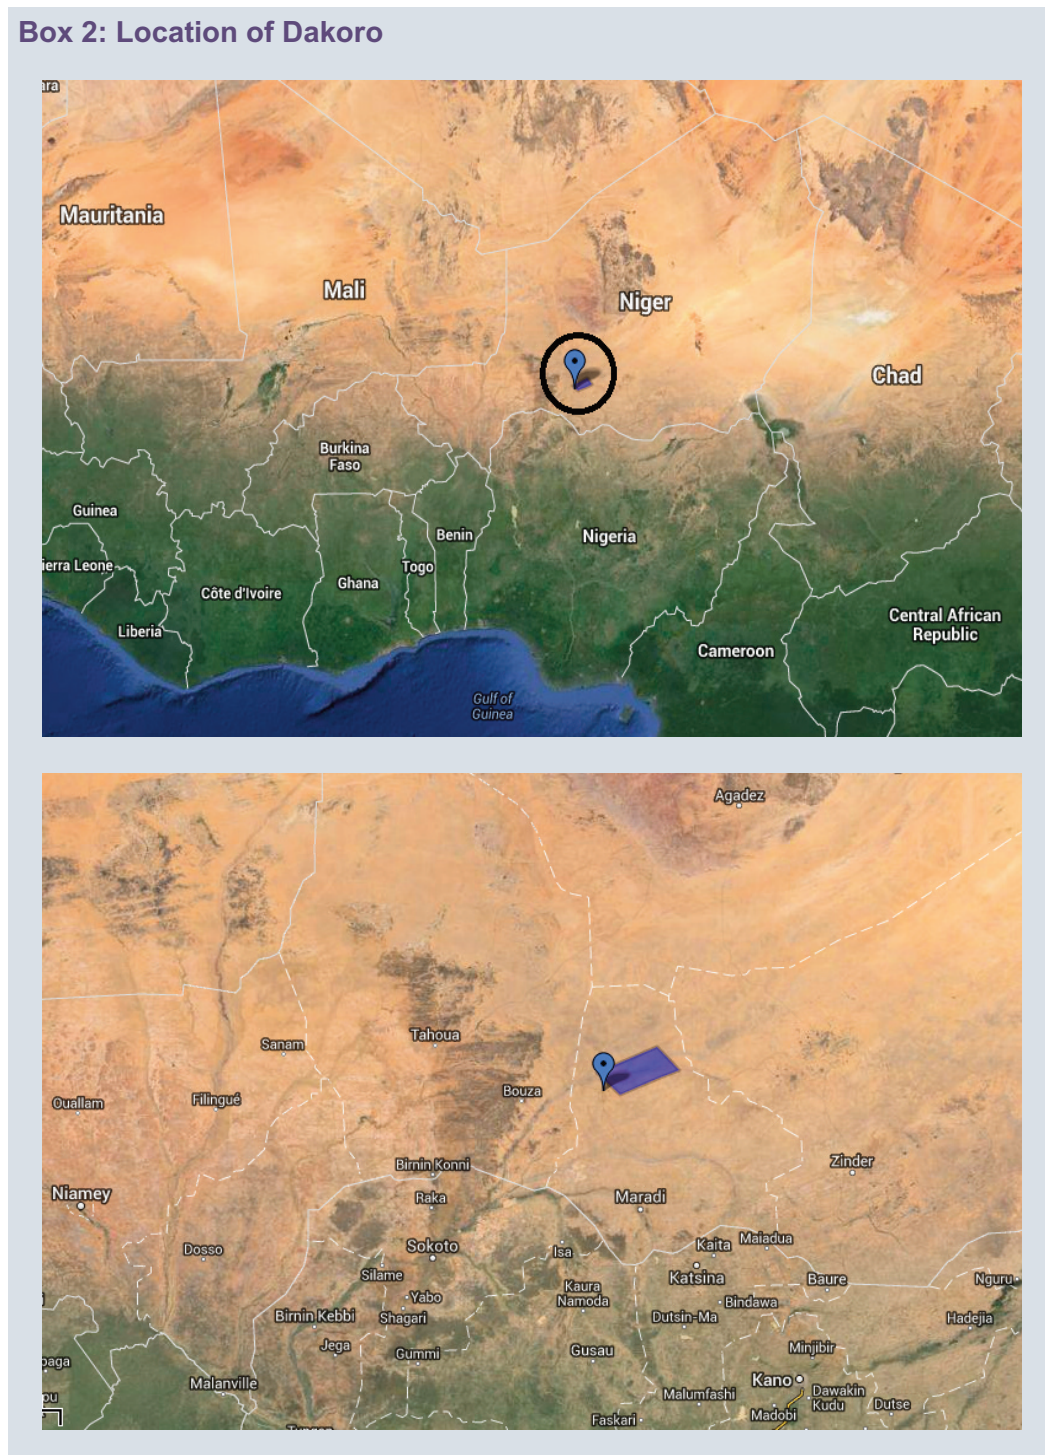 Box 2: Location of Dakoro
Mauritania
Mali
Niger
Chad
Burkina
Faso
Guinea
Benin
Nigeria
ierra Leone
Togo
Côte d'Ivoire
Ghana
Central African
Republic
Liberia
Cameroon
Gulf of
Guinea
Agadez
Tahoua
Sanam
Bouza
Ouallam
Filingué
Birnin Konni
Zinder
Niamey
Raka
Maradi
Dosso
Sokoto
Isa
Kaita
Maiadua
Silame
Katsina
Baure
Nguru
Kaura
Namoda
Yabo
Bindawa
Birnin Kebbi
Shagari
Dutsin-Ma
Hadejia
Jega
Gummi
Gusau
Minjibir
Malanville
Kano
Malumfashi
Dawakin
Kudu
Dutse
Faskari
Madobi